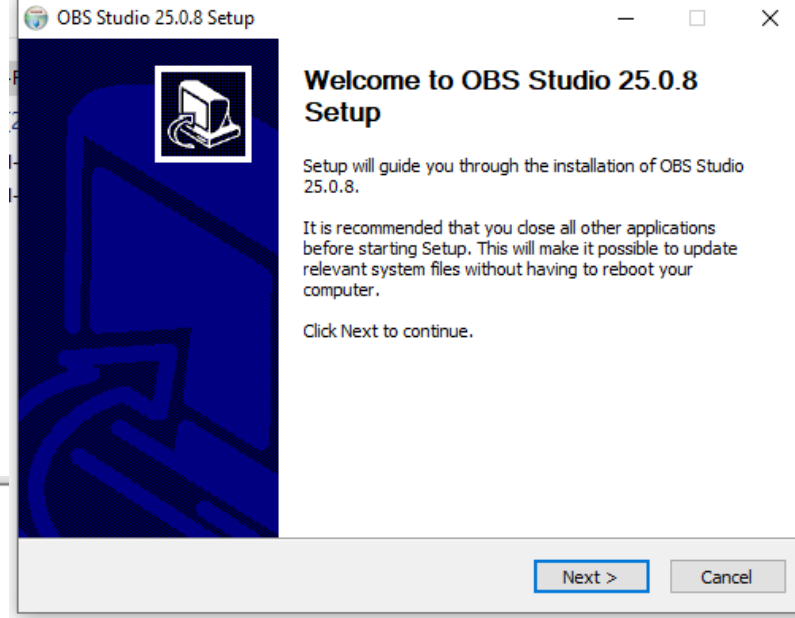 OBS Studio 25.0.8 Setup
Welcome to OBS Studio 25.0.8
Setup
Setup will guide you through the installation of OBS Studio
25.0.8.
It is recommended that you close all other applications
before starting Setup. This will make it possible to update
relevant system files without having to reboot your
computer.
Click Next to continue.
Next >
Cancel